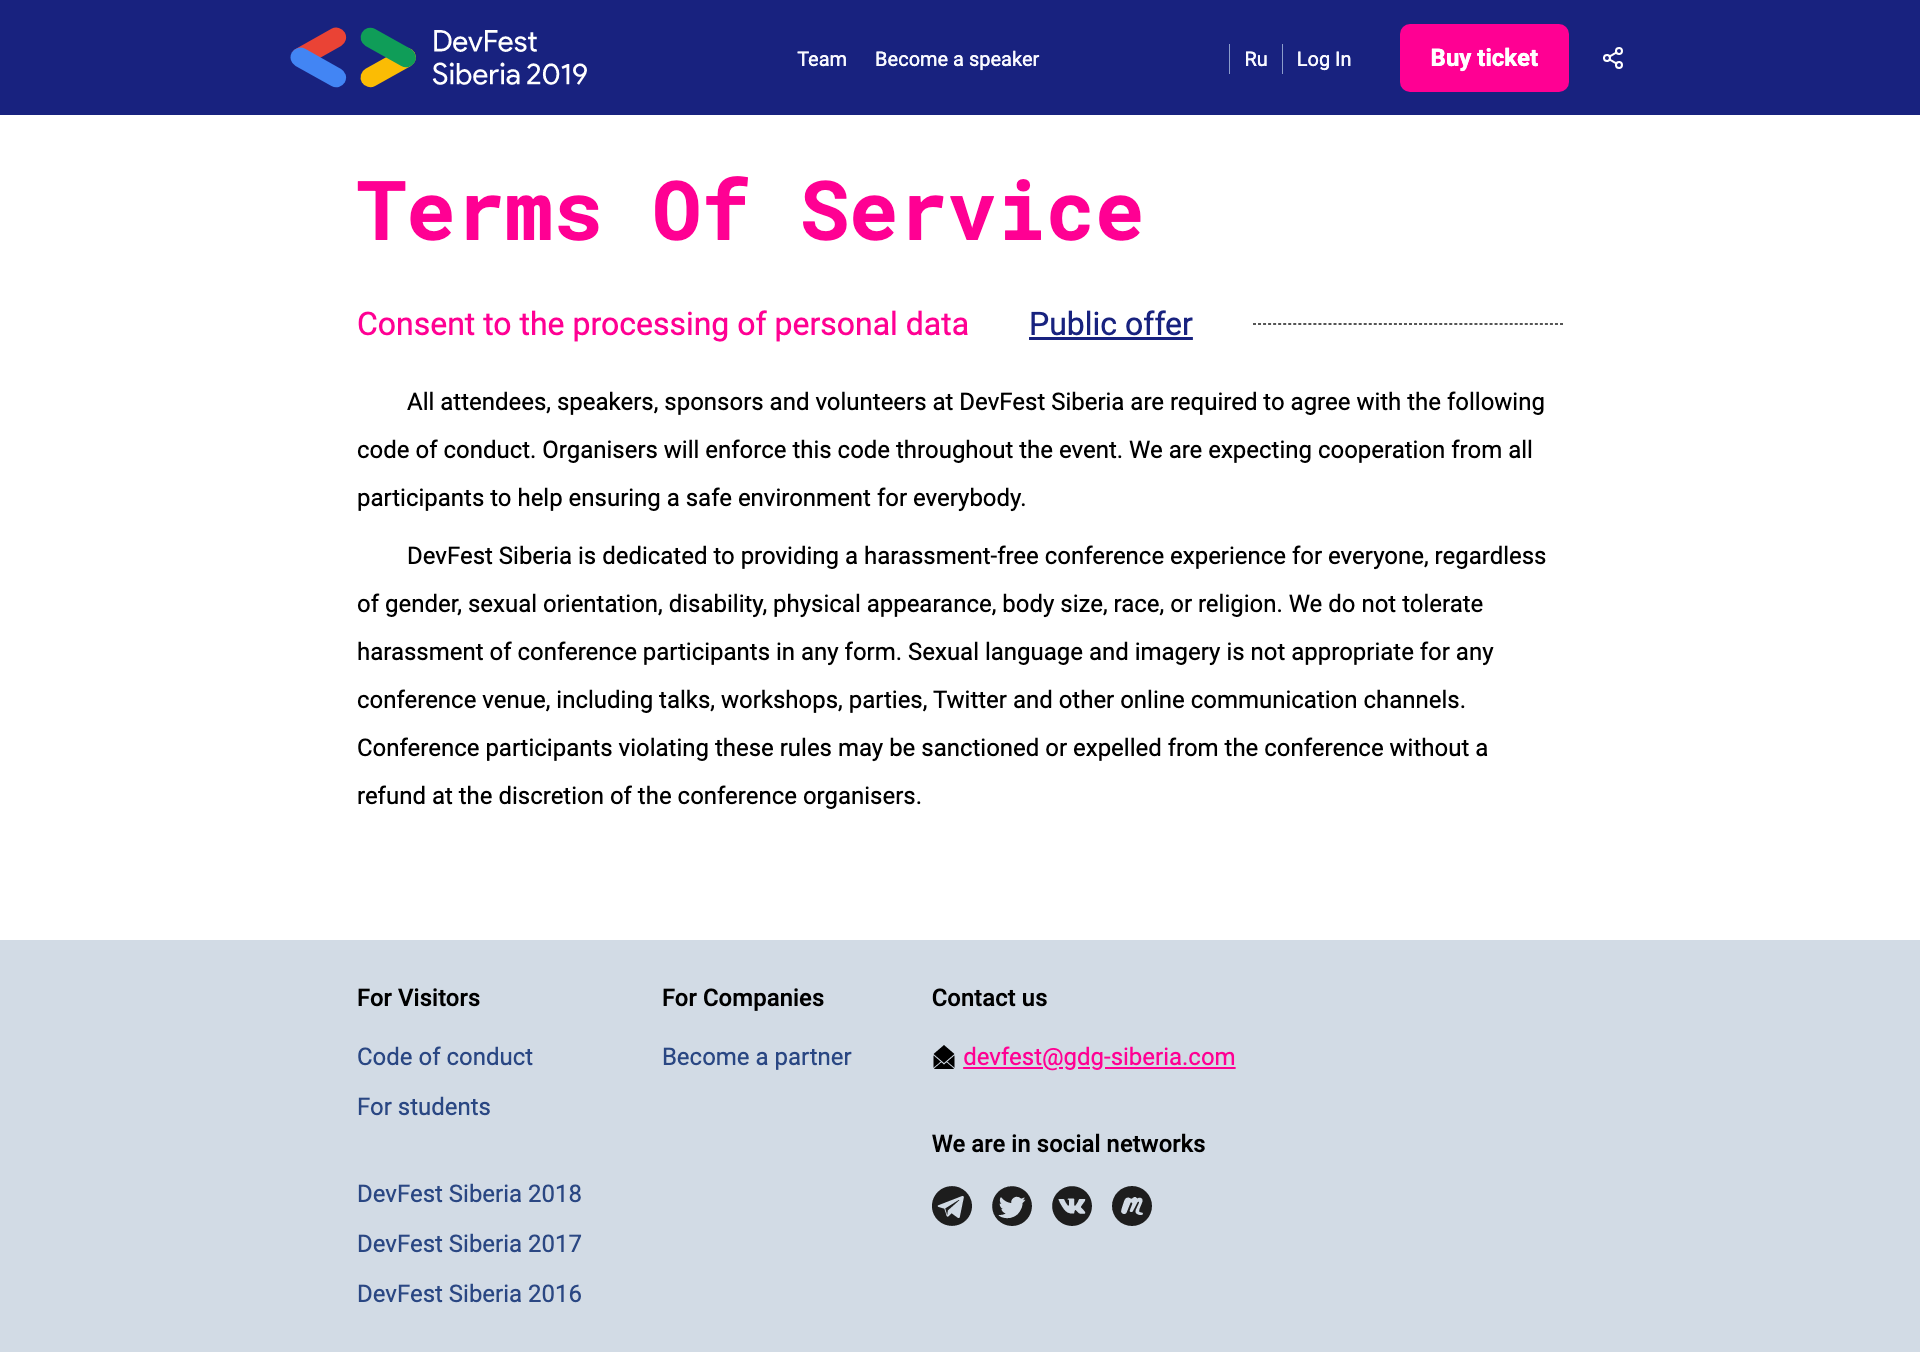 DevFest
Siberia 2019
Team
Become a speaker
Ru
Log In
Buy ticket
Terms Of Service
Consent to the processing of personal data
Public offer
All attendees, speakers, sponsors and volunteers at DevFest Siberia are required to agree with the following
code of conduct. Organisers will enforce this code throughout the event. We are expecting cooperation from all
participants to help ensuring a safe environment for everybody.
DevFest Siberia is dedicated to providing a harassment-free conference experience for everyone, regardless
of gender, sexual orientation, disability, physical appearance, body size, race, or religion. We do not tolerate
harassment of conference participants in any form. Sexual language and imagery is not appropriate for any
conference venue, including talks, workshops, parties, Twitter and other online communication channels.
Conference participants violating these rules may be sanctioned or expelled from the conference without a
refund at the discretion of the conference organisers.
For Visitors
Code of conduct
For students
DevFest Siberia 2018
DevFest Siberia 2017
DevFest Siberia 2016
For Companies
Become a partner
Contact us
devfest@gdg-siberia.com
We are in social networks